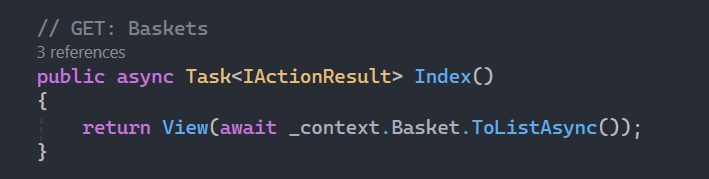 // GET: Baskets
3 references
public async Task<IActionResult> Index()
{
    return View(await _context.Basket.ToListAsync());
}